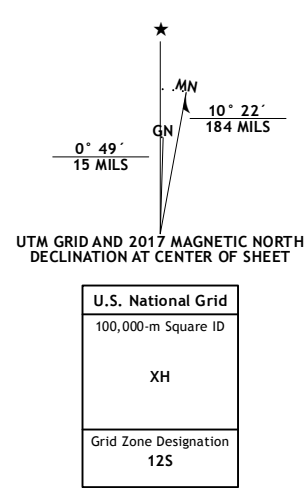 ★
MN
GN
10° 22´
184 MILS
0° 49´
15 MILS
UTM GRID AND 2017 MAGNETIC NORTH
DECLINATION AT CENTER OF SHEET
U.S. National Grid
100,000-m Square ID
XH
Grid Zone Designation
12S